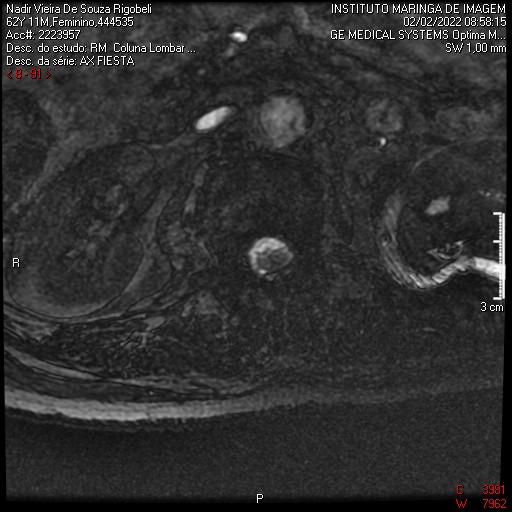 Nadir Vieira De Souza Rigobeli
62Y 11M,Feminino,444535
Acc#: 2223957
Desc. do estudo: RM  Coluna Lombar ...
Desc. da série: AX FIESTA
< 8 - 91 >
INSTITUTO MARINGA DE IMAGEM
02/02/2022 08:58:15
GE MEDICAL SYSTEMS Optima M...
SW 1,00 mm
R
3 cm
P
C 3981
W 7962